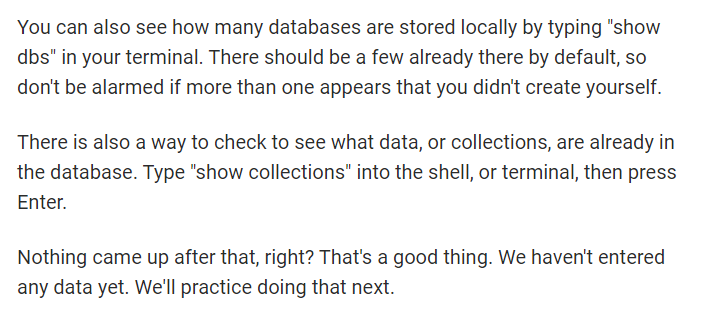 You can also see how many databases are stored locally by typing "show
dbs" in your terminal. There should be a few already there by default, so
don't be alarmed if more than one appears that you didn't create yourself.
There is also a way to check to see what data, or collections, are already in
the database. Type "show collections" into the shell, or terminal, then press
Enter.
Nothing came up after that, right? That's a good thing. We haven't entered
any data yet. We'll practice doing that next.